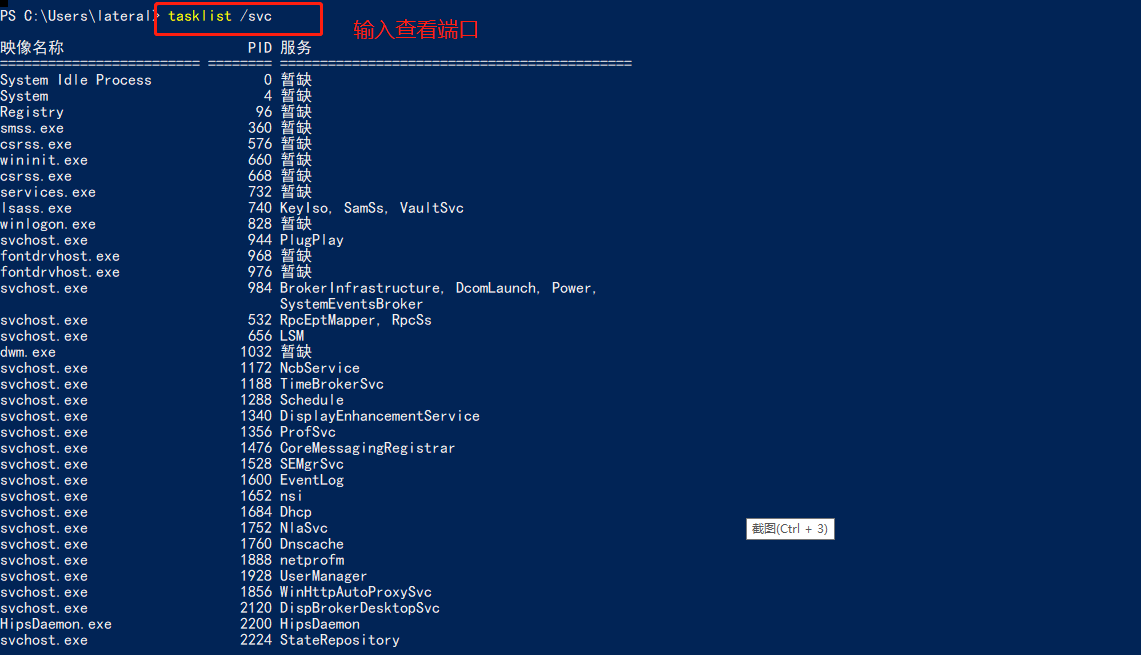 PS C:\Users\lateral> tasklist /svc
输入查看端口
映像名称 PID 服务
========================= ======== ============================================
System Idle Process 0 暂缺
System 4 暂缺
Registry 96 暂缺
smss.exe 360 暂缺
csrss.exe 576 暂缺
wininit.exe 660 暂缺
csrss.exe 668 暂缺
services.exe 732 暂缺
lsass.exe 740 KeyIso, SamSs, VaultSvc
winlogon.exe 828 暂缺
svchost.exe 944 PlugPlay
fontdrvhost.exe 968 暂缺
fontdrvhost.exe 976 暂缺
svchost.exe 984 BrokerInfrastructure, DcomLaunch, Power,
SystemEventsBroker
svchost.exe 532 RpcEptMapper, RpcSs
svchost.exe 656 LSM
dwm.exe 1032 暂缺
svchost.exe 1172 NcbService
svchost.exe 1188 TimeBrokerSvc
svchost.exe 1288 Schedule
svchost.exe 1340 DisplayEnhancementService
svchost.exe 1356 ProfSvc
svchost.exe 1476 CoreMessagingRegistrar
svchost.exe 1528 SEMgrSvc
svchost.exe 1600 EventLog
svchost.exe 1652 nsi
svchost.exe 1684 Dhcp
svchost.exe 1752 NlaSvc
截图(Ctrl + 3)
svchost.exe 1760 Dnscache
svchost.exe 1888 netprofm
svchost.exe 1928 UserManager
svchost.exe 1856 WinHttpAutoProxySvc
svchost.exe 2120 DispBrokerDesktopSvc
HipsDaemon.exe 2200 HipsDaemon
svchost.exe 2224 StateRepository